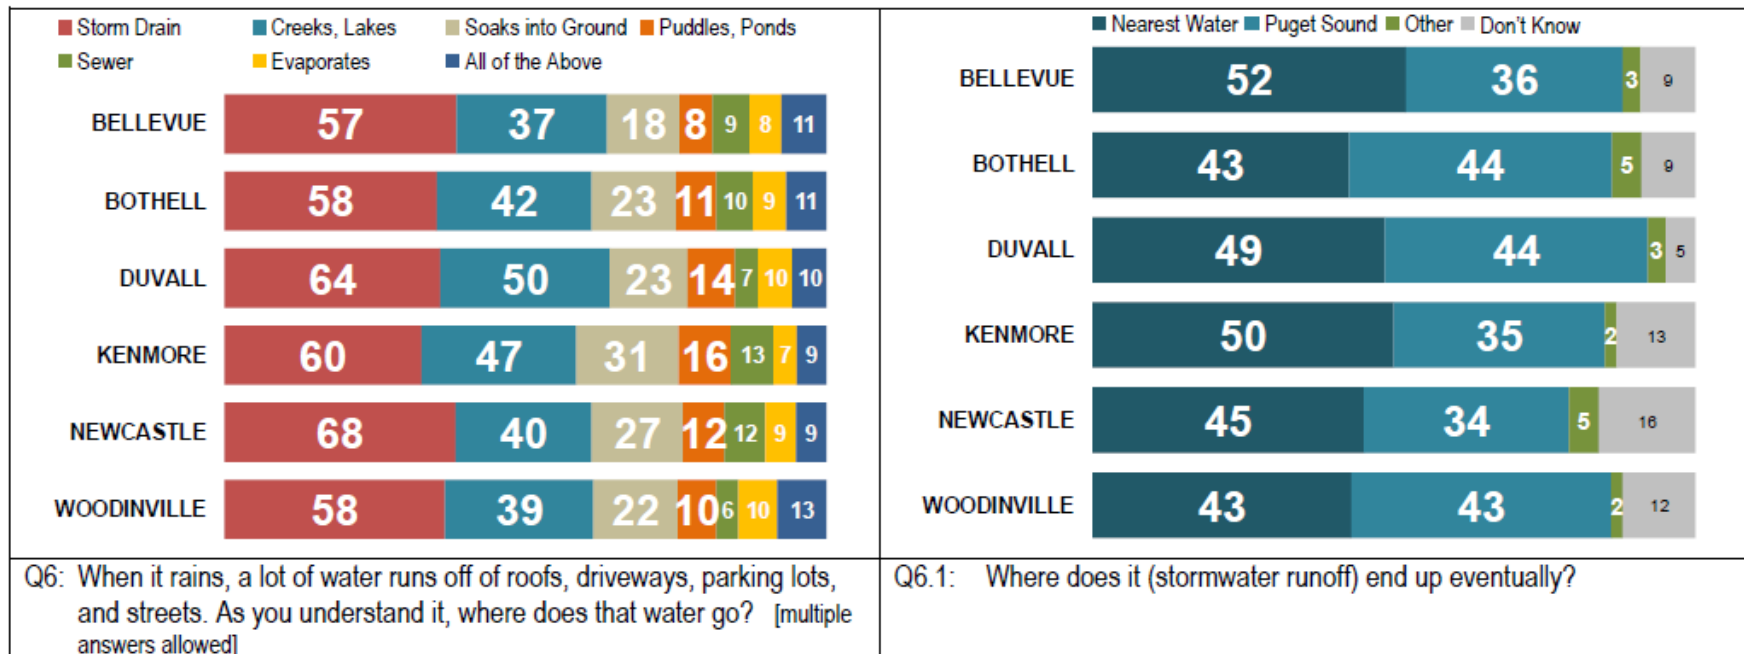 Storm Drain Creeks, Lakes Soaks into Ground Puddles, Ponds
Sewer Evaporates All of the Above
BELLEVUE 57 37 18 8 9 8 11
BOTHELL 58 42 23 11 10 9 11
DUVALL 64 50 23 14 7 10 10
KENMORE 60 47 31 16 13 7 9
NEWCASTLE 68 40 27 12 12 9 9
WOODINVILLE 58 39 22 10 6 10 13
Q6: When it rains, a lot of water runs off of roofs, driveways, parking lots,
and streets. As you understand it, where does that water go? [multiple
answers allowed]
Nearest Water Puget Sound Other Don't Know
BELLEVUE 52 36 3 9
BOTHELL 43 44 5 9
DUVALL 49 44 3 5
KENMORE 50 35 2 13
NEWCASTLE 45 34 5 16
WOODINVILLE 43 43 2 12
Q6.1: Where does it (stormwater runoff) end up eventually?